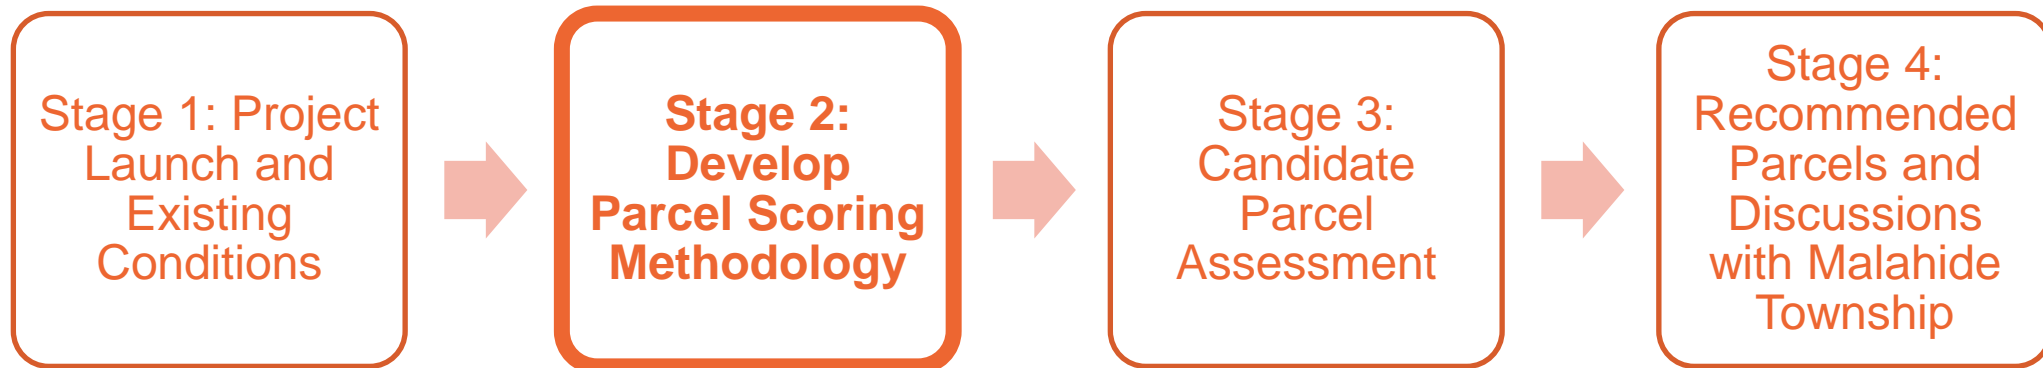 Stage 1: Project
Launch and
Existing
Conditions
Stage 2:
Develop
Parcel Scoring
Methodology
Stage 3:
Candidate
Parcel
Assessment
Stage 4:
Recommended
Parcels and
Discussions
with Malahide
Township